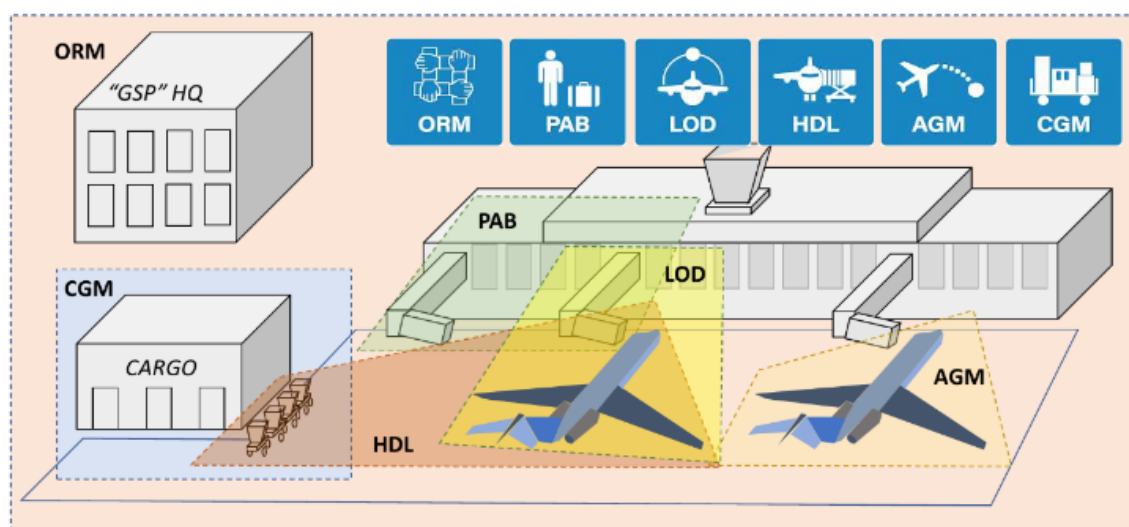 ORM
"GSP" HQ
ORM
PAB
LOD
HDL
AGM
CGM
PAB
LOD
CGM
CARGO
AGM
HDL